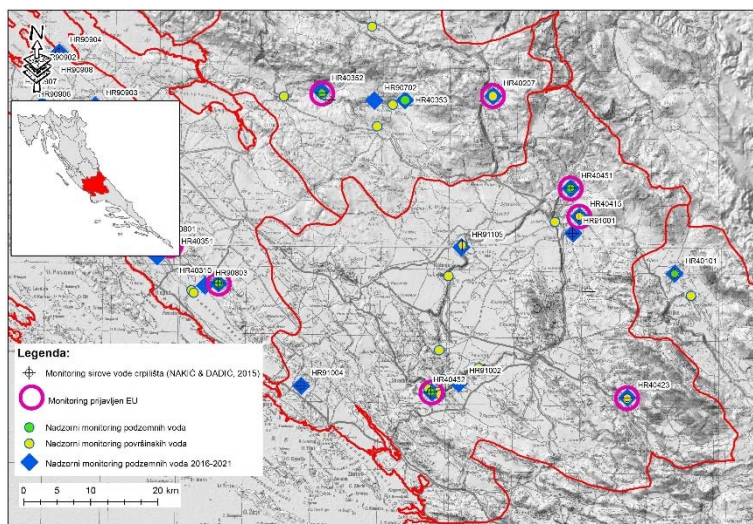 N
HR90904
HR90902
HR90908
HR90906
HR90903
HR40352
HR90702
HR40353
HR40207
HR40451
HR40415
HR91001
HR91105
HR40101
HR40351
HR40310
HR90803
HR91004
HR40452
HR91002
HR40423
Legenda:
Monitoring sirove vode crpilišta (NAKIĆ & DADIĆ, 2015)
Monitoring prijavljen EU
Nadzorni monitoring podzemnih voda
Nadzorni monitoring površinskih voda
Nadzorni monitoring podzemnih voda 2016-2021
0 5 10 20 km